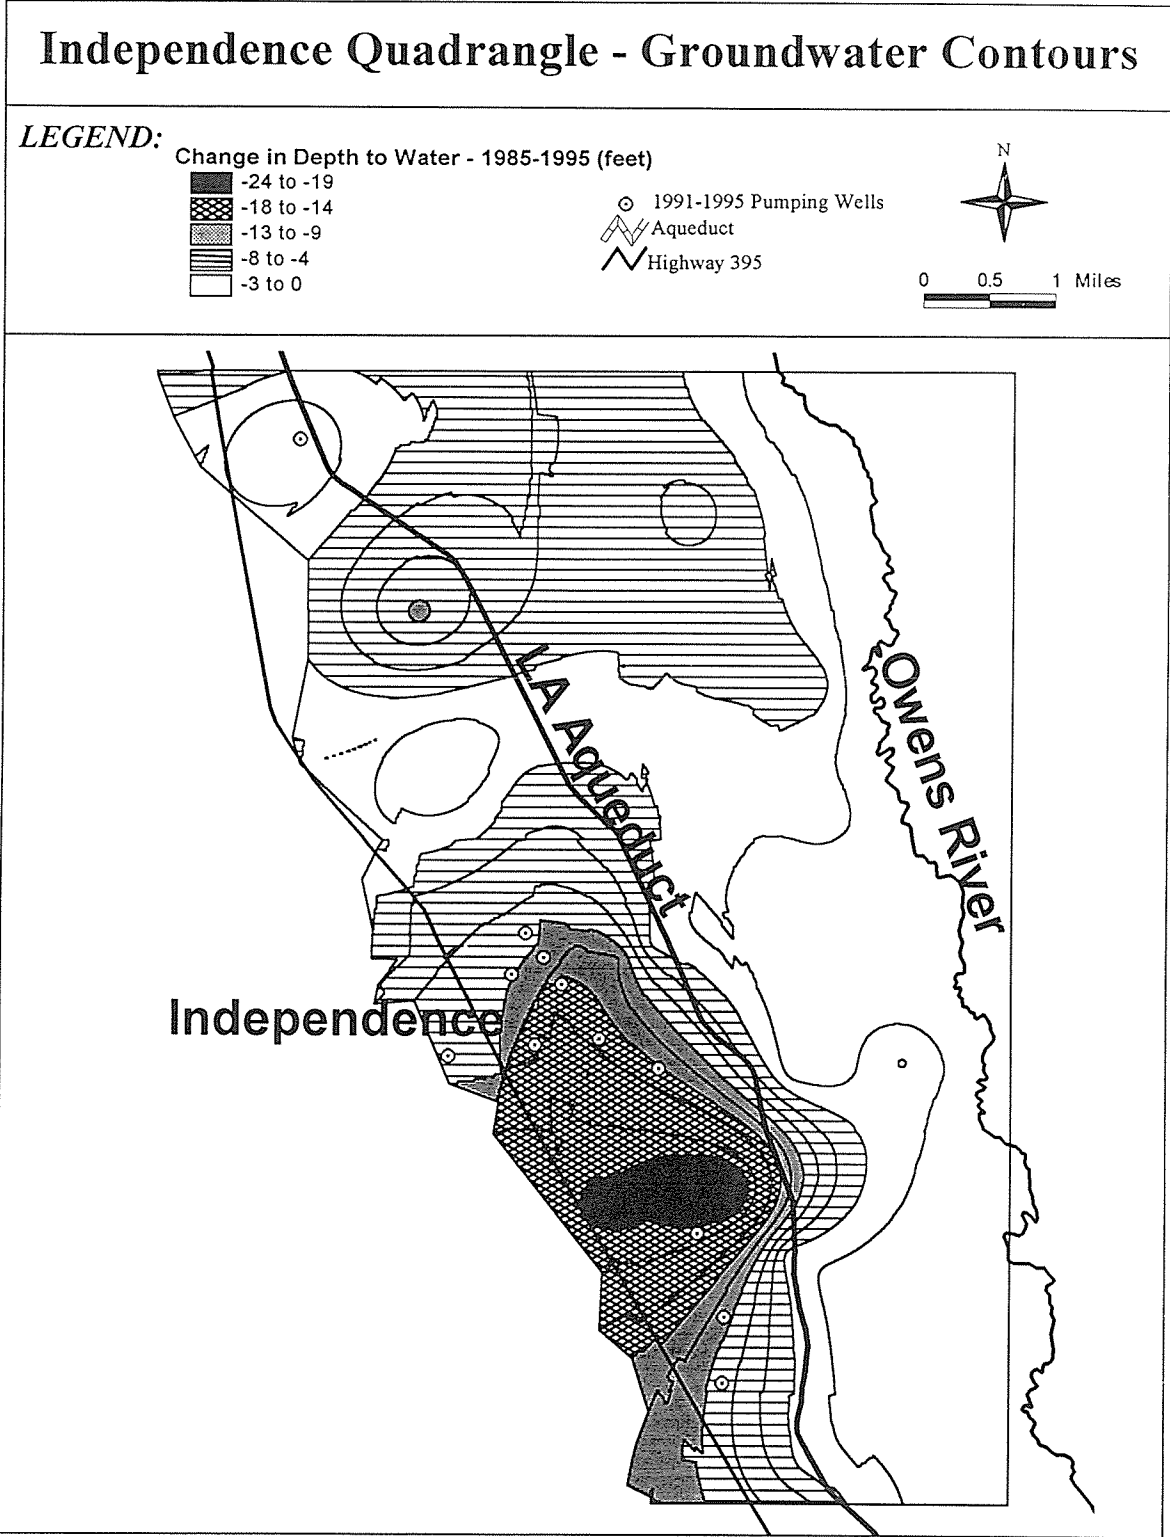 Independence Quadrangle - Groundwater Contours
LEGEND:
Change in Depth to Water - 1985-1995 (feet)
-24 to -19
-18 to -14
-13 to -9
-8 to -4
-3 to 0
1991-1995 Pumping Wells
Aqueduct
Highway 395
N
0 0.5 1 Miles
LA Aqueduct
Owens River
Independence